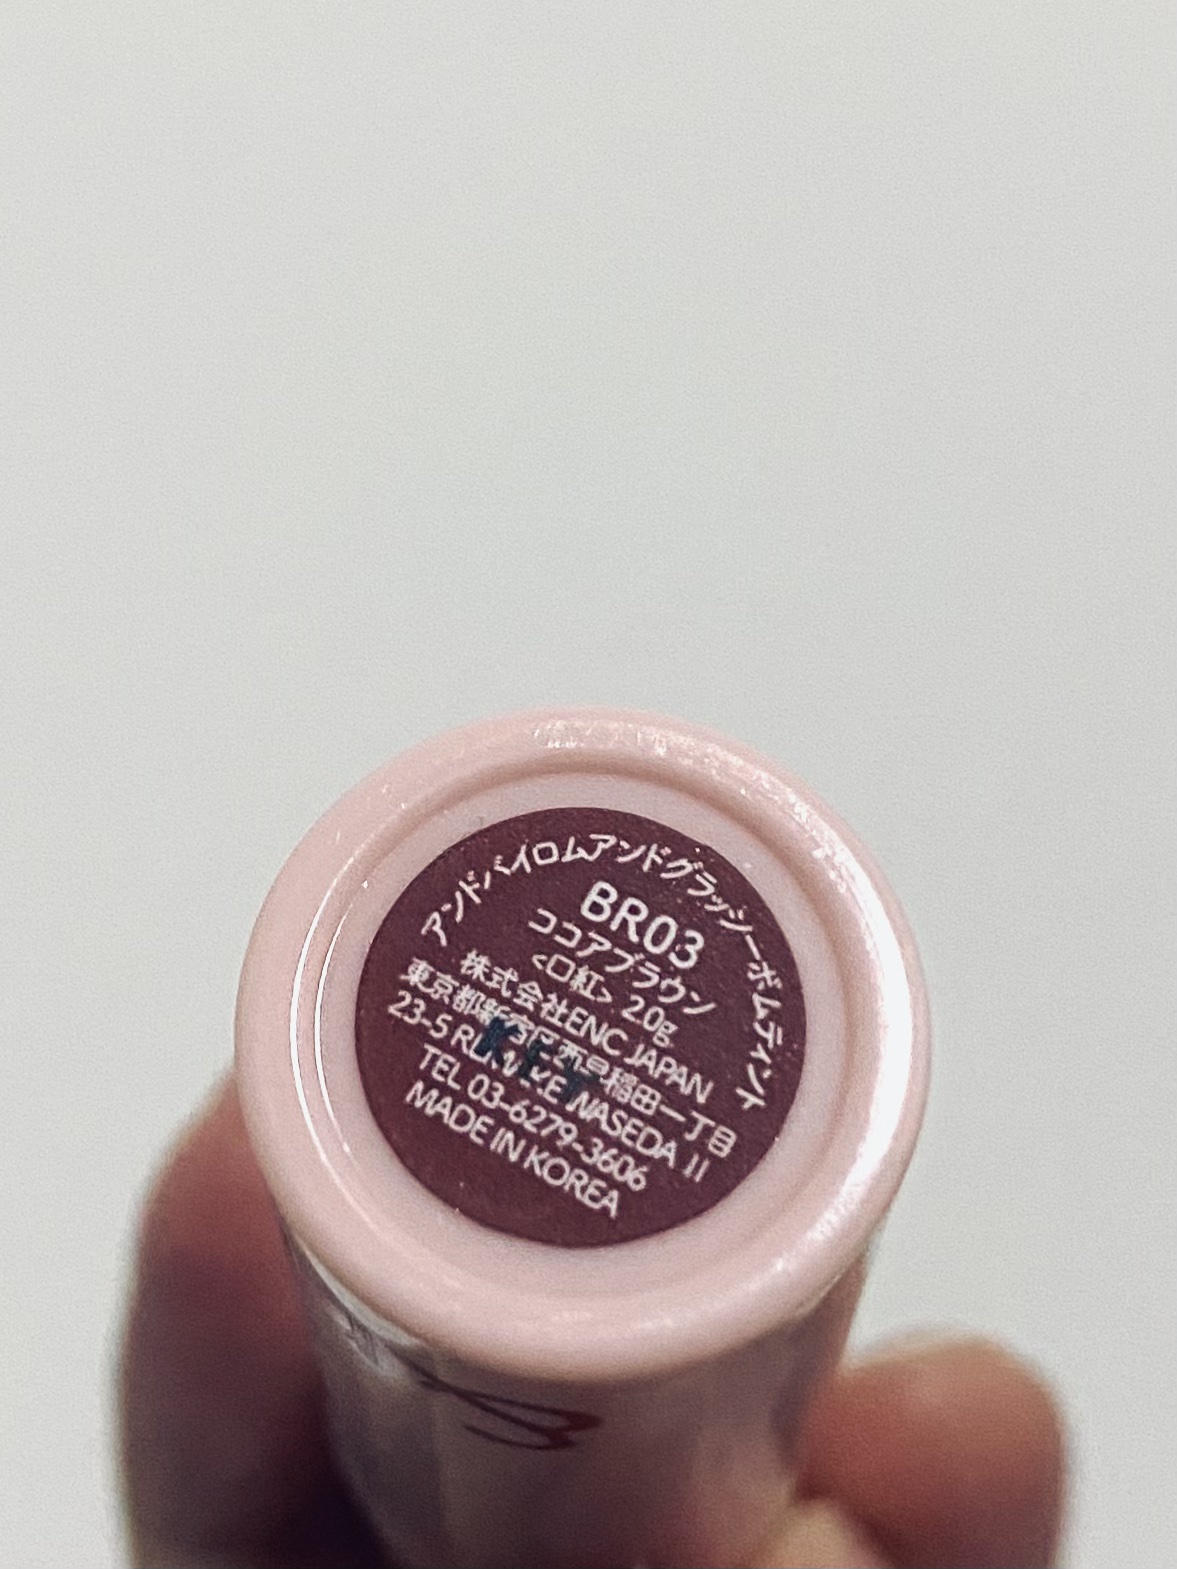 アンドバイロムアンドグラッシーボムティント
BR03
ココアブラウン
<口紅> 2.0g
株式会社ENC JAPAN
東京都新宿区西早稲田一丁目
23-5 WASEDA II
TEL 03-6279-3606
MADE IN KOREA
KEY